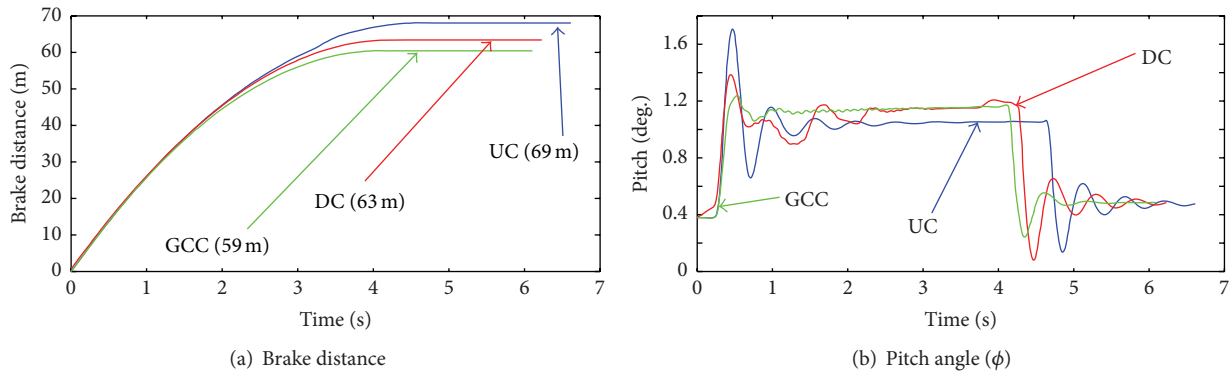 Brake distance (m)
70
60
50
40
30
20
10
0
0 1 2 3 4 5 6 7
Time (s)
UC (69 m)
DC (63 m)
GCC (59 m)
(a) Brake distance
Pitch (deg.)
1.6
1.2
0.8
0.4
0
0 1 2 3 4 5 6 7
Time (s)
DC
GCC
UC
(b) Pitch angle (ϕ)